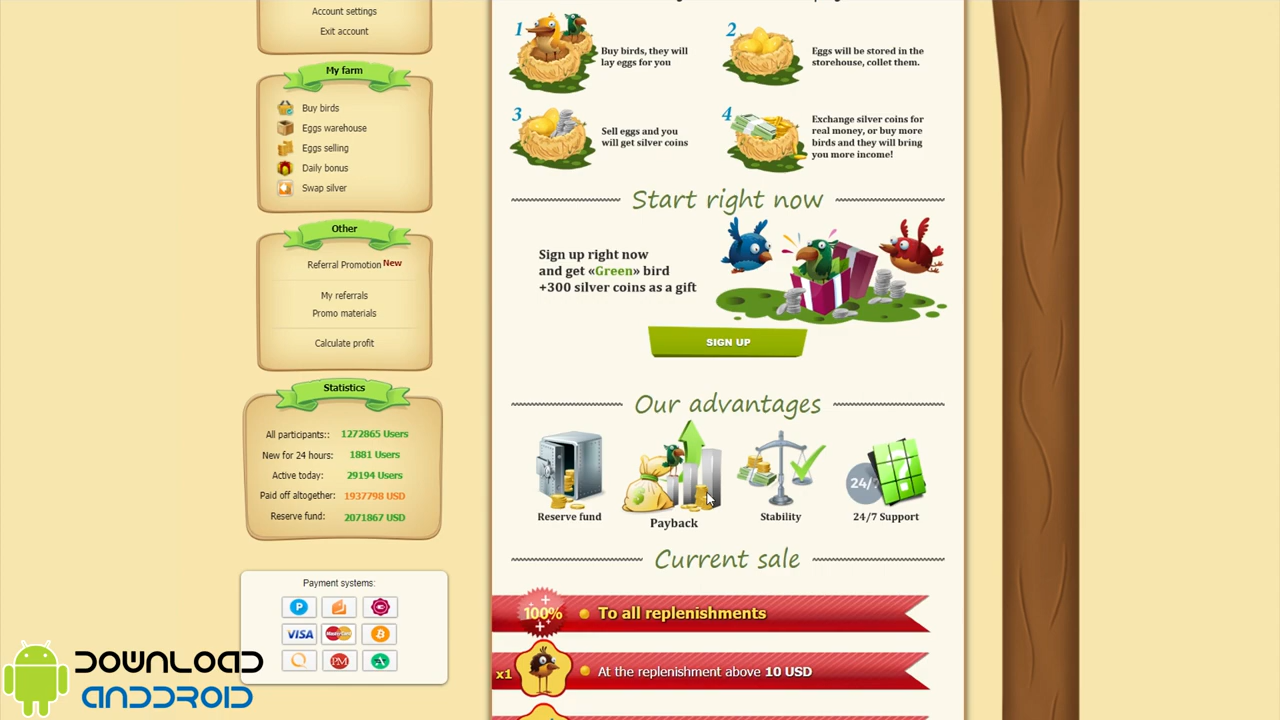 Account settings
Exit account
My farm
Buy birds
Eggs warehouse
Eggs selling
Daily bonus
Swap silver
Other
Referral Promotion New
My referrals
Promo materials
Calculate profit
Statistics
All participants:: 1272865 Users
New for 24 hours: 1881 Users
Active today: 29194 Users
Paid off altogether: 1937798 USD
Reserve fund: 2071867 USD
Payment systems:
P
VISA MasterCard
PM
DOWNLOAD
ANDDROID
1
Buy birds, they will
lay eggs for you
2
Eggs will be stored in the
storehouse, collet them.
3
Sell eggs and you
will get silver coins
4
Exchange silver coins for
real money, or buy more
birds and they will bring
you more income!
Start right now
Sign up right now
and get «Green» bird
+300 silver coins as a gift
SIGN UP
Our advantages
Reserve fund
Payback
Stability
24/
24/7 Support
Current sale
100% To all replenishments
x1 At the replenishment above 10 USD